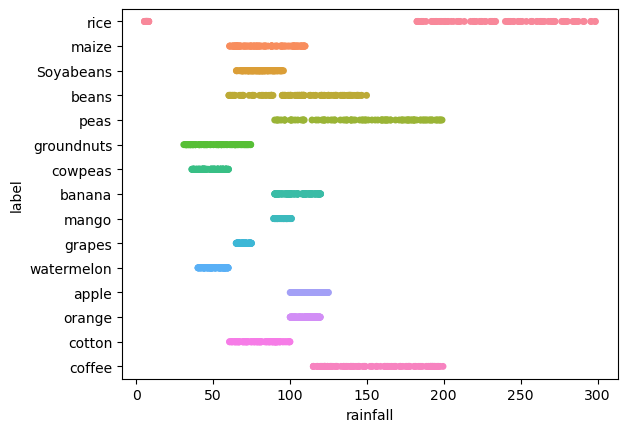 rice
maize
Soyabeans
beans
peas
groundnuts
cowpeas
banana
mango
grapes
watermelon
apple
orange
cotton
coffee
label
0 50 100 150 200 250 300
rainfall